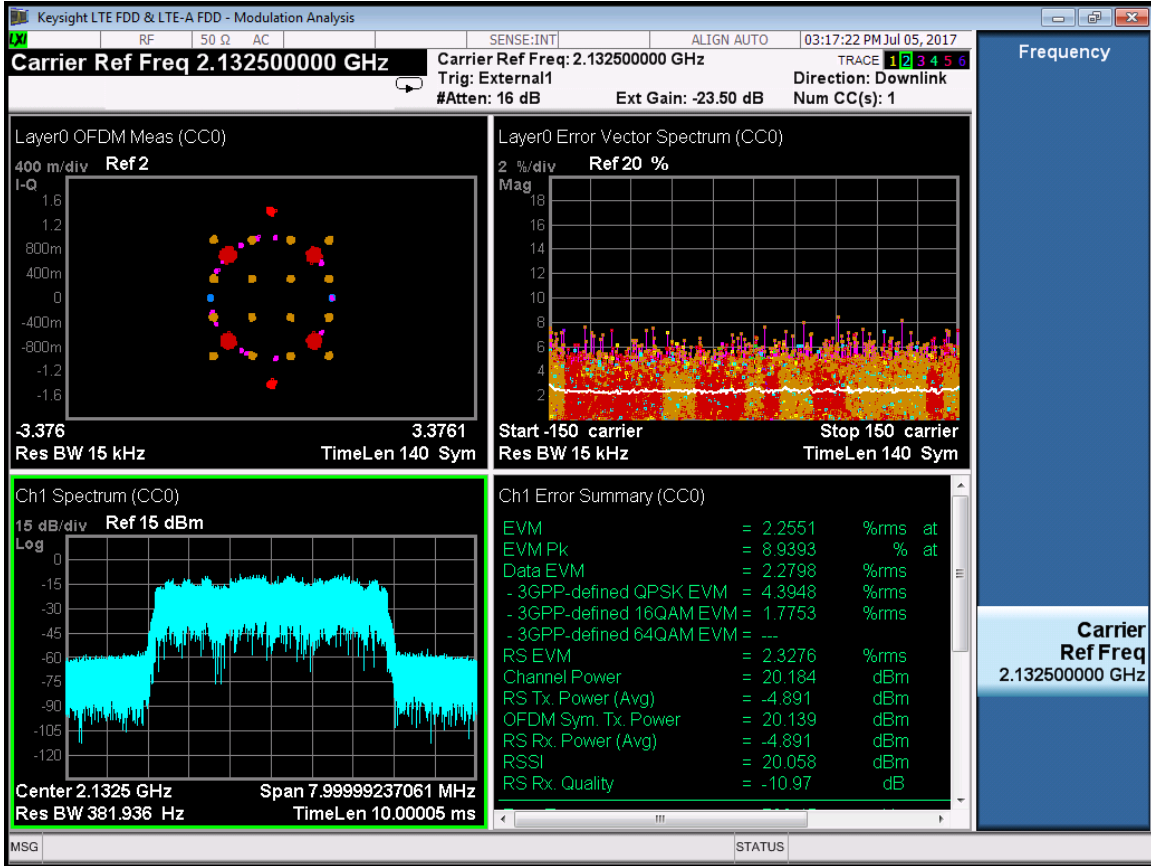 Keysight LTE FDD & LTE-A FDD - Modulation Analysis
LXI RF 50 Ω AC SENSE:INT ALIGN AUTO 03:17:22 PM Jul 05, 2017
Carrier Ref Freq 2.132500000 GHz
Carrier Ref Freq: 2.132500000 GHz
Trig: External1
#Atten: 16 dB Ext Gain: -23.50 dB
TRACE 1 2 3 4 5 6
Direction: Downlink
Num CC(s): 1
Frequency
Layer0 OFDM Meas (CC0)
400 m/div Ref 2
I-Q
1.6
1.2
800m
400m
0
-400m
-800m
-1.2
-1.6
-3.376 3.3761
Res BW 15 kHz TimeLen 140 Sym
Layer0 Error Vector Spectrum (CC0)
2 %/div Ref 20 %
Mag
18
16
14
12
10
8
6
4
2
Start -150 carrier Stop 150 carrier
Res BW 15 kHz TimeLen 140 Sym
Ch1 Spectrum (CC0)
15 dB/div Ref 15 dBm
Log
0
-15
-30
-45
-60
-75
-90
-105
-120
Center 2.1325 GHz Span 7.99999237061 MHz
Res BW 381.936 Hz TimeLen 10.00005 ms
Ch1 Error Summary (CC0)
EVM = 2.2551 %rms at
EVM Pk = 8.9393 % at
Data EVM = 2.2798 %rms
- 3GPP-defined QPSK EVM = 4.3948 %rms
- 3GPP-defined 16QAM EVM = 1.7753 %rms
- 3GPP-defined 64QAM EVM = ---
RS EVM = 2.3276 %rms
Channel Power = 20.184 dBm
RS Tx. Power (Avg) = -4.891 dBm
OFDM Sym. Tx. Power = 20.139 dBm
RS Rx. Power (Avg) = -4.891 dBm
RSSI = 20.058 dBm
RS Rx. Quality = -10.97 dB
Carrier
Ref Freq
2.132500000 GHz
MSG STATUS